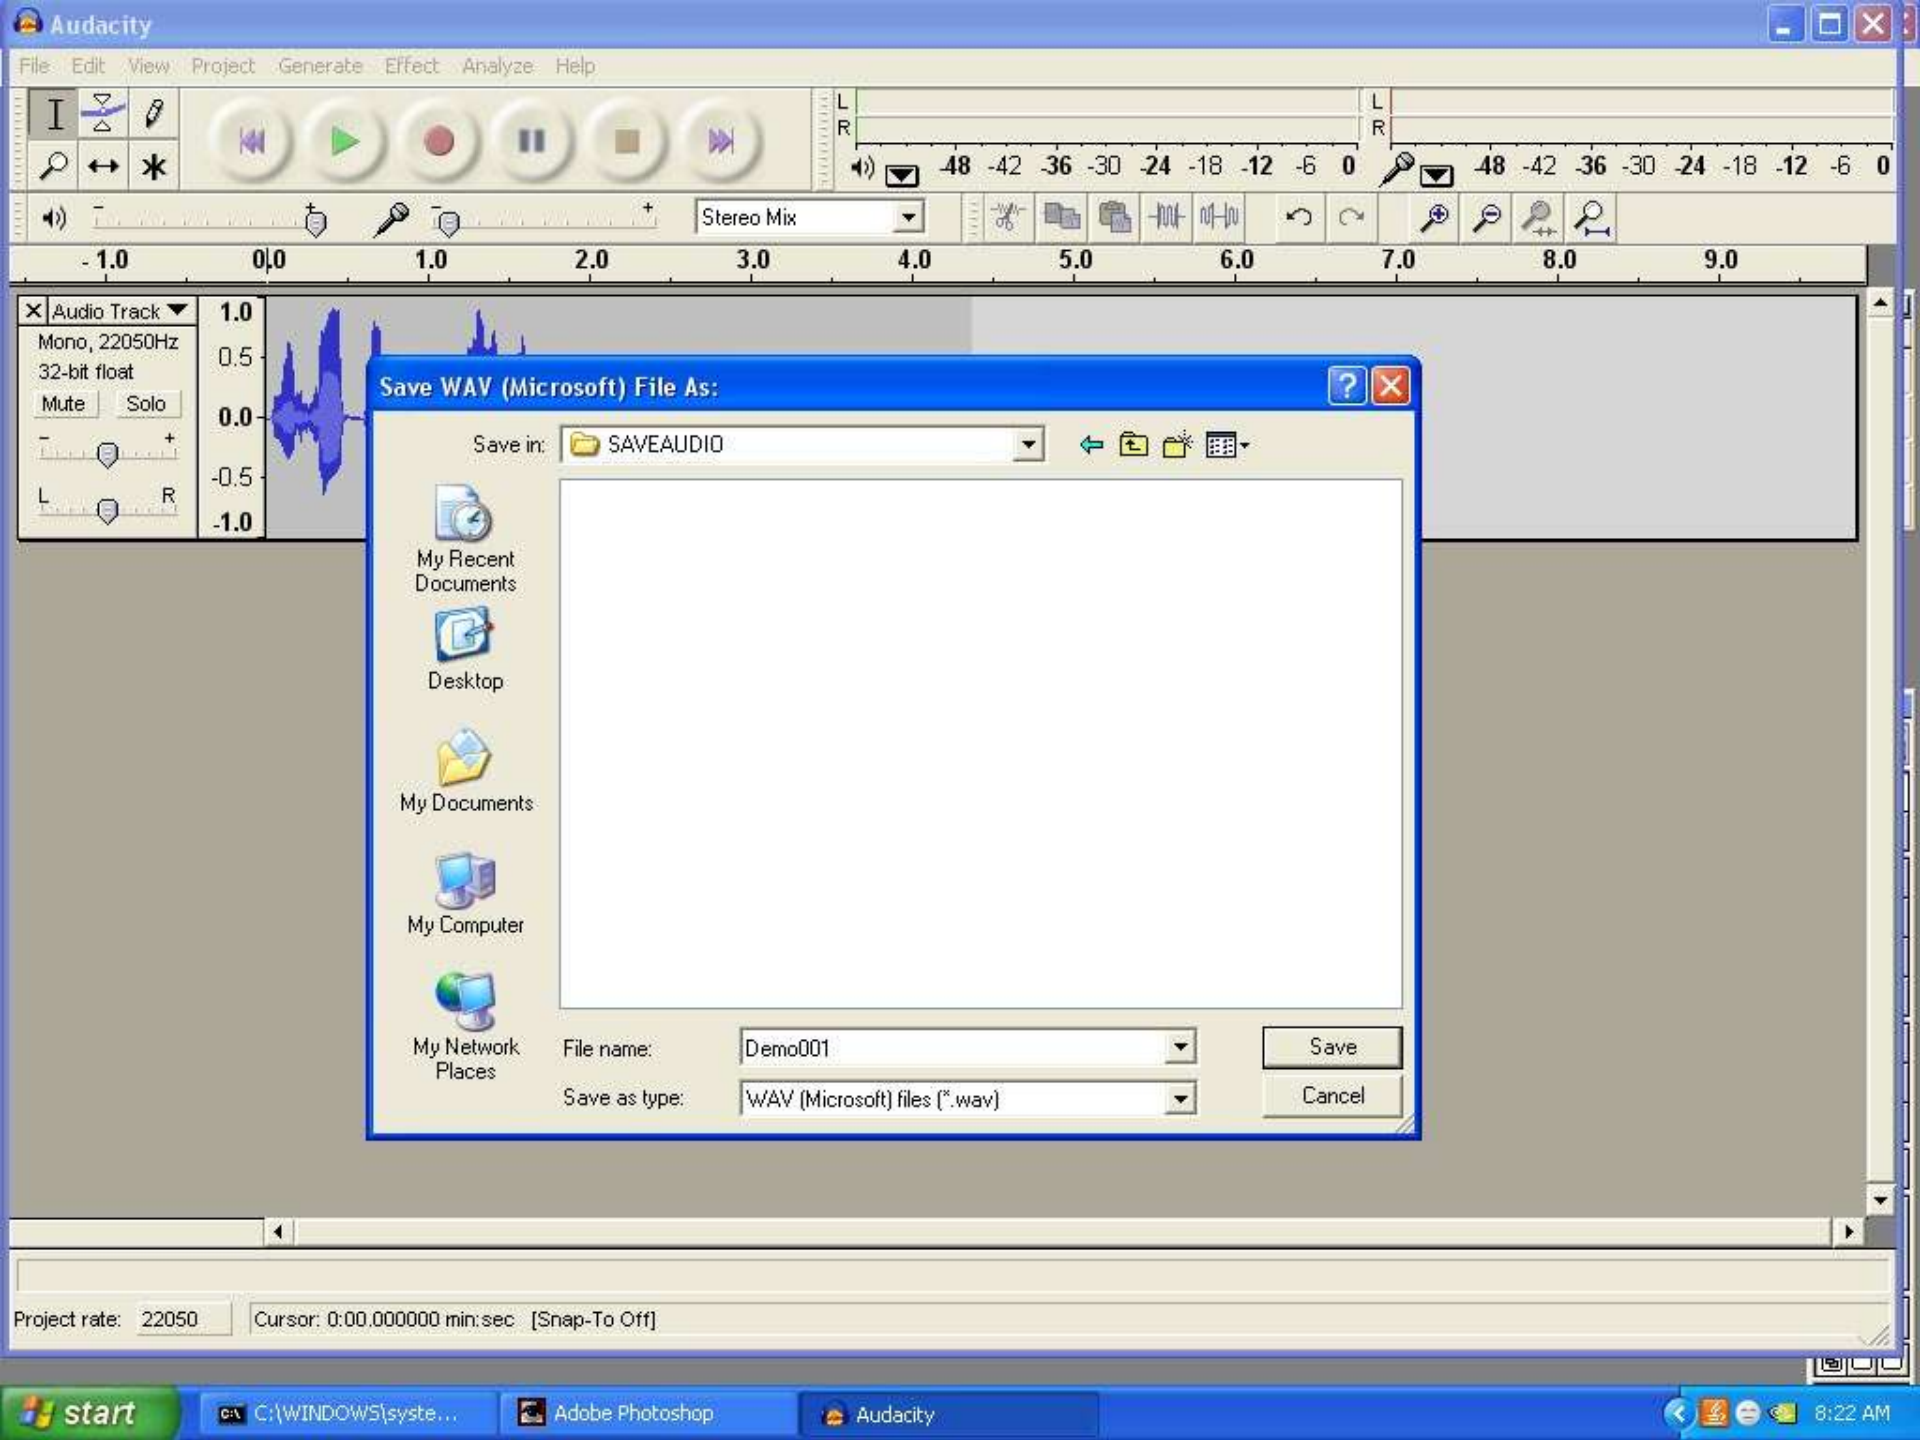 Audacity
File Edit View Project Generate Effect Analyze Help
L
R
-48 -42 -36 -30 -24 -18 -12 -6 0
L
R
-48 -42 -36 -30 -24 -18 -12 -6 0
- + - + Stereo Mix
- 1.0 0.0 1.0 2.0 3.0 4.0 5.0 6.0 7.0 8.0 9.0
X Audio Track
Mono, 22050Hz
32-bit float
Mute Solo
- +
L R
1.0
0.5
0.0
-0.5
-1.0
Save WAV (Microsoft) File As:
Save in: SAVEAUDIO
My Recent
Documents
Desktop
My Documents
My Computer
My Network
Places
File name: Demo001 Save
Save as type: WAV (Microsoft) files (*.wav) Cancel
Project rate: 22050 Cursor: 0:00.000000 min:sec [Snap-To Off]
start C:\WINDOWS\syste... Adobe Photoshop Audacity 8:22 AM